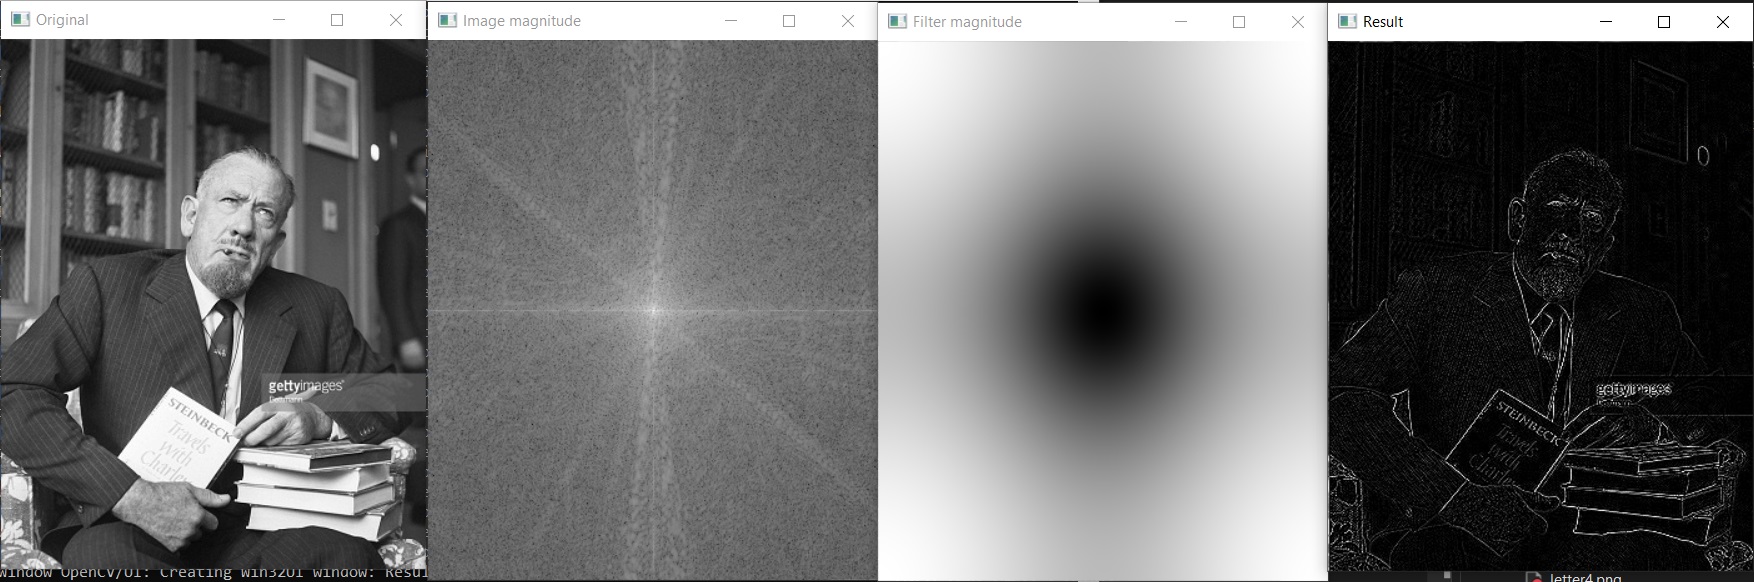 Original
Image magnitude
Filter magnitude
Result
gettyimages®
Bettmann
STEINBECK
Travels
with
Charley
gettyimages
STEINBECK
Travels
with
window OpenCV/UI: Creating Win32UI window: Resul
letter4.png